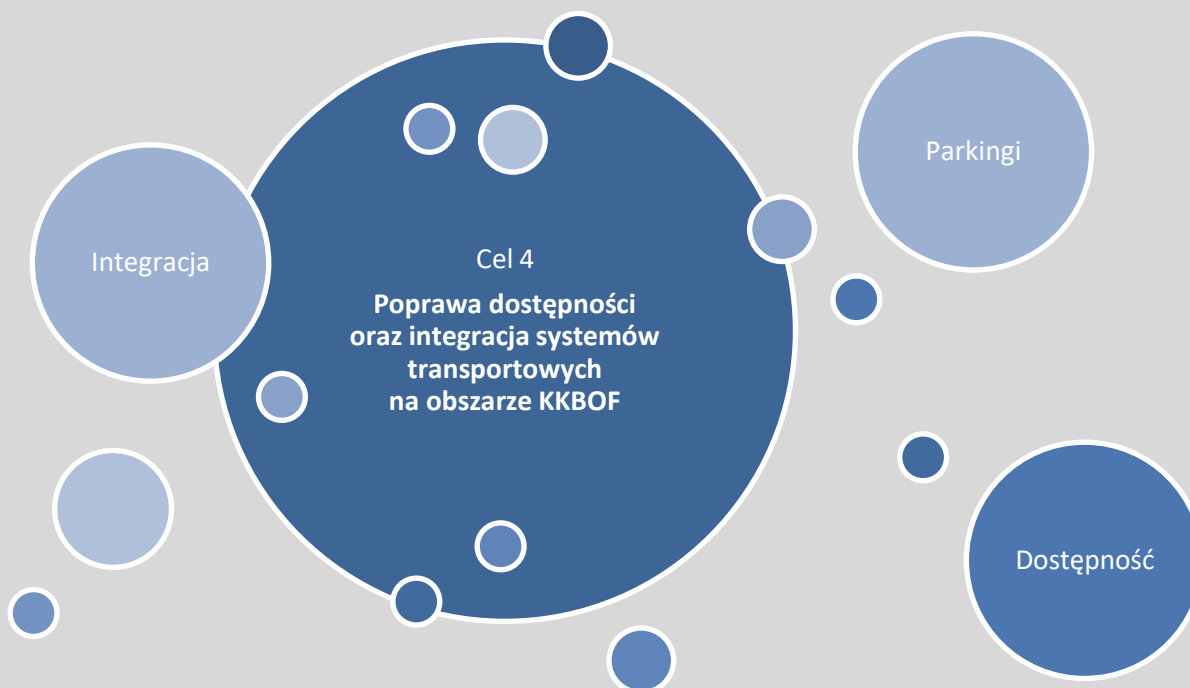 Parkingi
Integracja
Cel 4
Poprawa dostępności
oraz integracja systemów
transportowych
na obszarze KKBOF
Dostępność